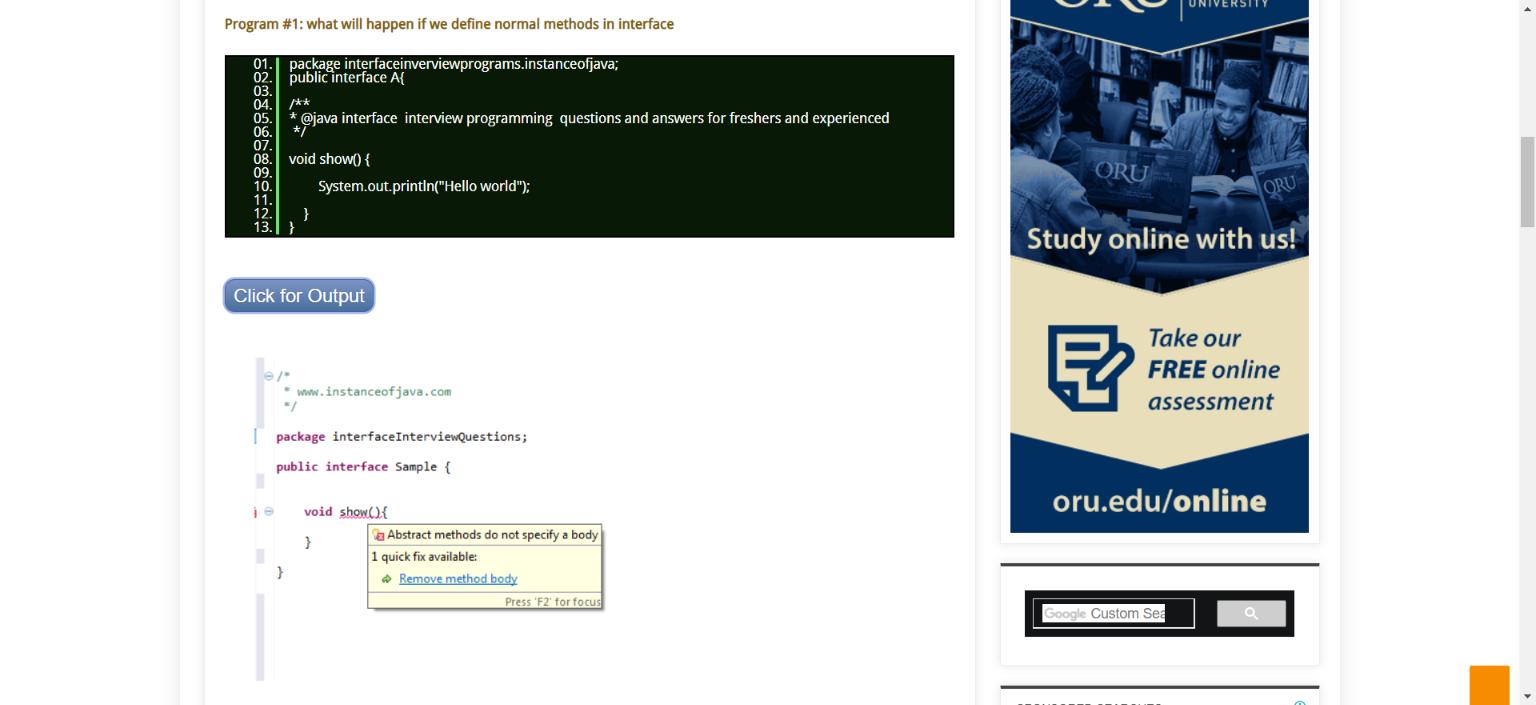 Program #1: what will happen if we define normal methods in interface
01. package interfaceinverviewprograms.instanceofjava;
02. public interface A{
03.
04. /**
05. * @java interface  interview programming  questions and answers for freshers and experienced
06. */
07.
08. void show() {
09.
10. System.out.println("Hello world");
11.
12. }
13. }
Click for Output
/*
* www.instanceofjava.com
*/
package interfaceInterviewQuestions;
public interface Sample {
void show(){
Abstract methods do not specify a body
}
1 quick fix available:
}
Remove method body
Press 'F2' for focus
ORU
UNIVERSITY
ORU
ORU
Study online with us!
Take our
FREE online
assessment
oru.edu/online
Google Custom Sea